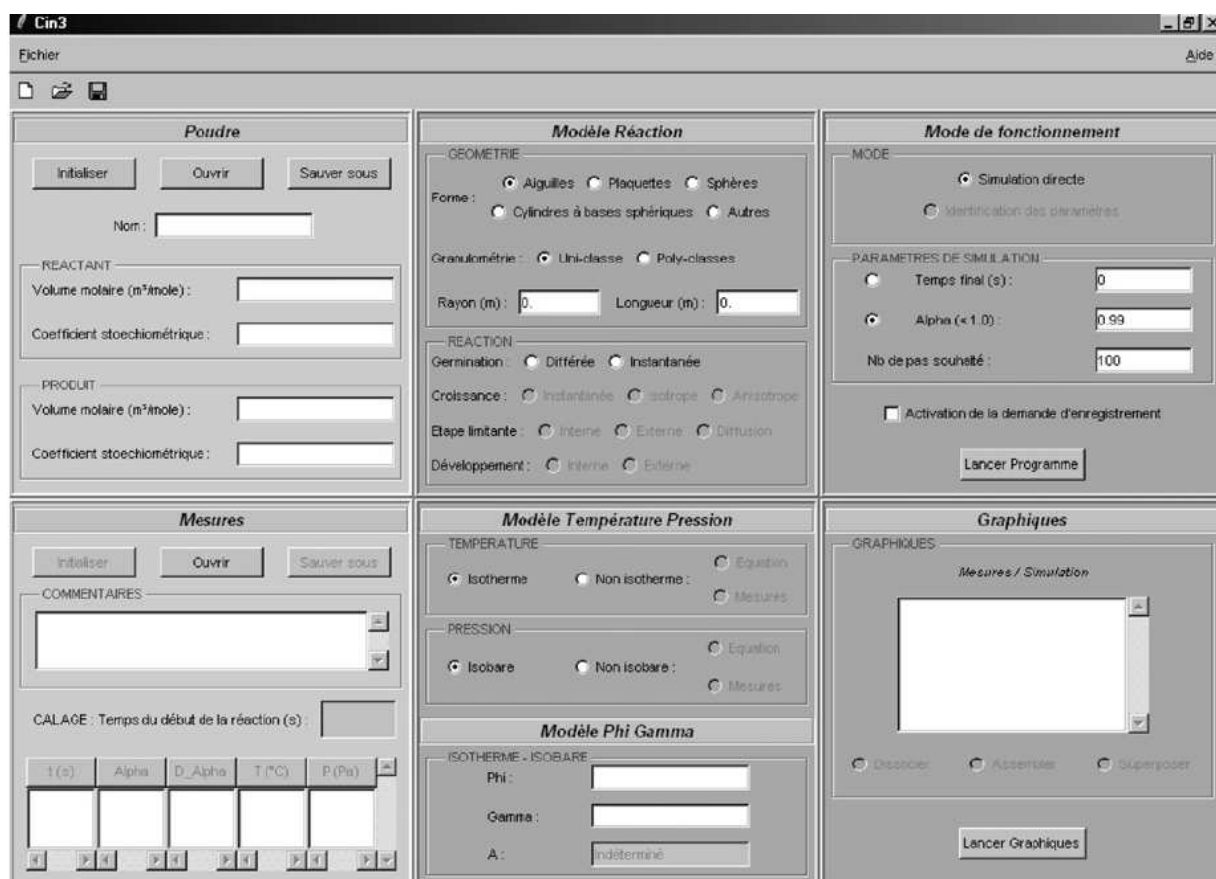 Cin3
Fichier
Aide
Poudre
Initialiser
Ouvrir
Sauver sous
Nom :
REACTANT
Volume molaire (m³/mole) :
Coefficient stoechiométrique :
PRODUIT
Volume molaire (m³/mole) :
Coefficient stoechiométrique :
Modèle Réaction
GEOMETRIE
Forme :
Aiguilles
Plaquettes
Sphères
Cylindres à bases sphériques
Autres
Granulométrie :
Uni-classe
Poly-classes
Rayon (m) : 0.
Longueur (m) : 0.
REACTION
Germination :
Différée
Instantanée
Croissance :
Instantanée
Isotrope
Anisotrope
Etape limitante :
Interne
Externe
Diffusion
Développement :
Interne
Externe
Mode de fonctionnement
MODE
Simulation directe
Identification des paramètres
PARAMETRES DE SIMULATION
Temps final (s) : 0
Alpha (< 1.0) : 0.99
Nb de pas souhaité : 100
Activation de la demande d'enregistrement
Lancer Programme
Mesures
Initialiser
Ouvrir
Sauver sous
COMMENTAIRES
CALAGE : Temps du début de la réaction (s) :
t (s)
Alpha
D_Alpha
T (°C)
P (Pa)
Modèle Température Pression
TEMPERATURE
Isotherme
Non isotherme :
Equation
Mesures
PRESSION
Isobare
Non isobare :
Equation
Mesures
Modèle Phi Gamma
ISOTHERME - ISOBARE
Phi :
Gamma :
A : Indéterminé
Graphiques
GRAPHIQUES
Mesures / Simulation
Dissocier
Assembler
Superposer
Lancer Graphiques